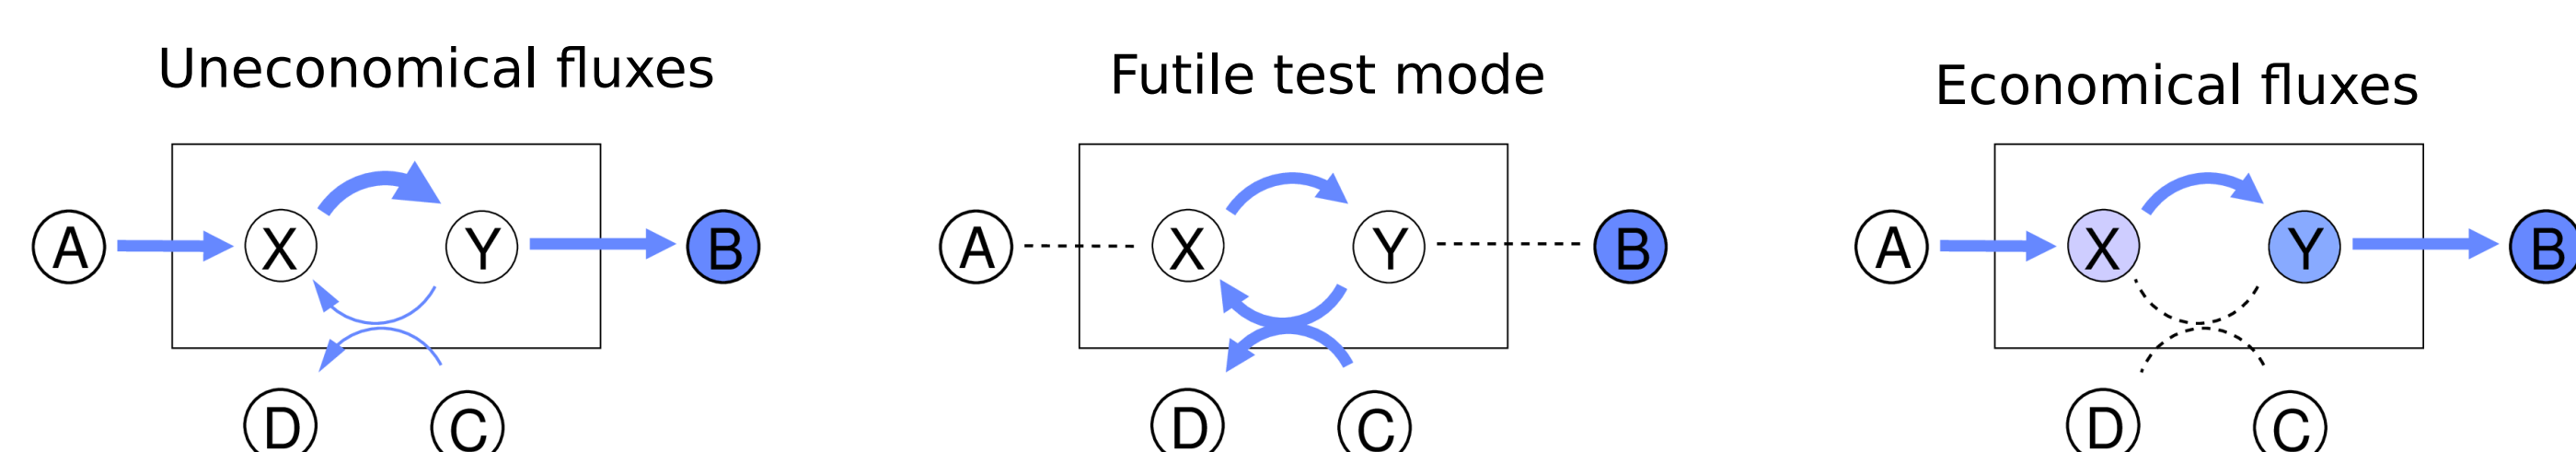 Uneconomical fluxes
Futile test mode
Economical fluxes
A X Y B
A X Y B
A X Y B
D C
D C
D C